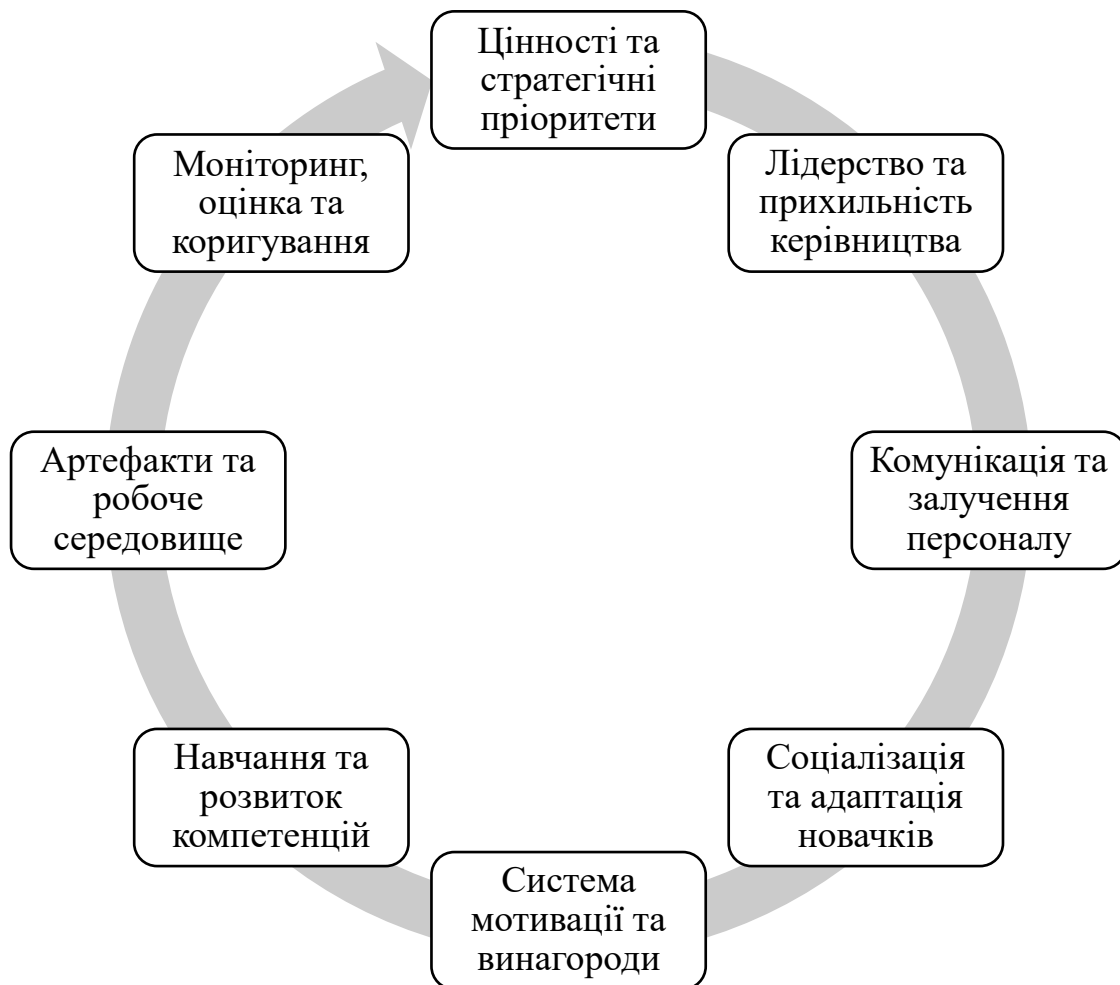 Цінності та
стратегічні
пріоритети
Лідерство та
прихильність
керівництва
Комунікація та
залучення
персоналу
Соціалізація
та адаптація
новачків
Система
мотивації та
винагороди
Навчання та
розвиток
компетенцій
Артефакти та
робоче
середовище
Моніторинг,
оцінка та
коригування